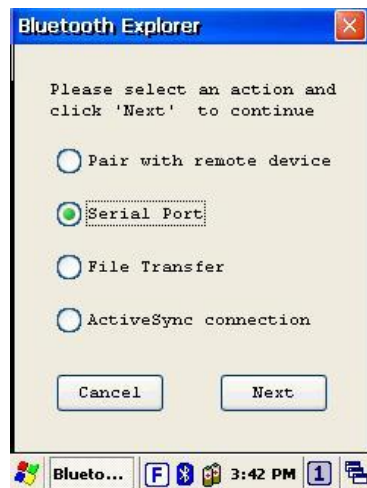 Bluetooth Explorer
Please select an action and
click 'Next' to continue
Pair with remote device
Serial Port
File Transfer
ActiveSync connection
Cancel Next
Blueto... F 3:42 PM 1